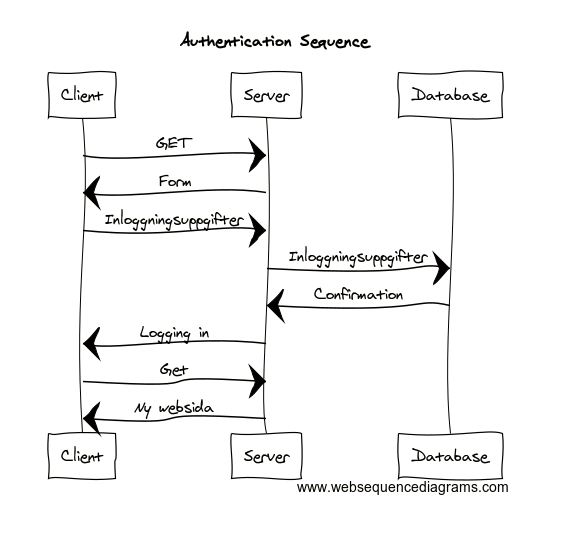 Authentication Sequence
Client
Server
Database
GET
Form
Inloggningsuppgifter
Inloggningsuppgifter
Confirmation
Logging in
Get
Ny websida
Client
Server
Database
www.websequencediagrams.com